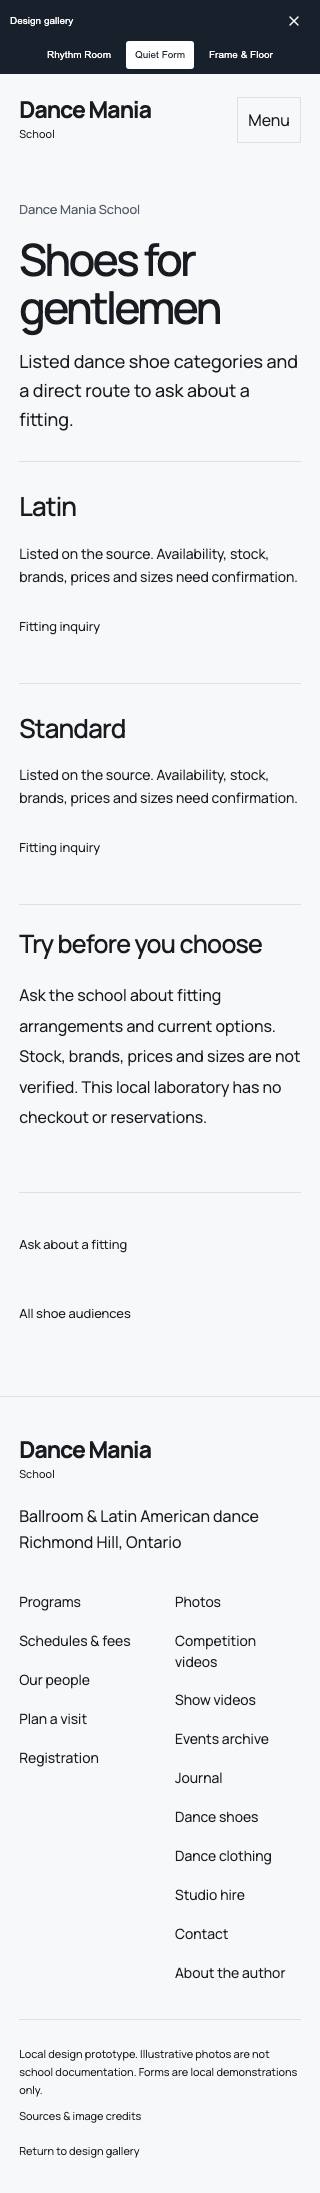 Design gallery
Rhythm Room Quiet Form Frame & Floor
Dance Mania
School
Menu
Dance Mania School
Shoes for
gentlemen
Listed dance shoe categories and
a direct route to ask about a
fitting.
Latin
Listed on the source. Availability, stock,
brands, prices and sizes need confirmation.
Fitting inquiry
Standard
Listed on the source. Availability, stock,
brands, prices and sizes need confirmation.
Fitting inquiry
Try before you choose
Ask the school about fitting
arrangements and current options.
Stock, brands, prices and sizes are not
verified. This local laboratory has no
checkout or reservations.
Ask about a fitting
All shoe audiences
Dance Mania
School
Ballroom & Latin American dance
Richmond Hill, Ontario
Programs
Schedules & fees
Our people
Plan a visit
Registration
Photos
Competition
videos
Show videos
Events archive
Journal
Dance shoes
Dance clothing
Studio hire
Contact
About the author
Local design prototype. Illustrative photos are not
school documentation. Forms are local demonstrations
only.
Sources & image credits
Return to design gallery